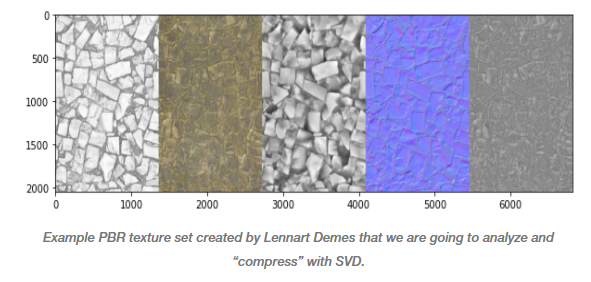 0
500
1000
1500
2000
0 1000 2000 3000 4000 5000 6000
Example PBR texture set created by Lennart Demes that we are going to analyze and
“compress” with SVD.